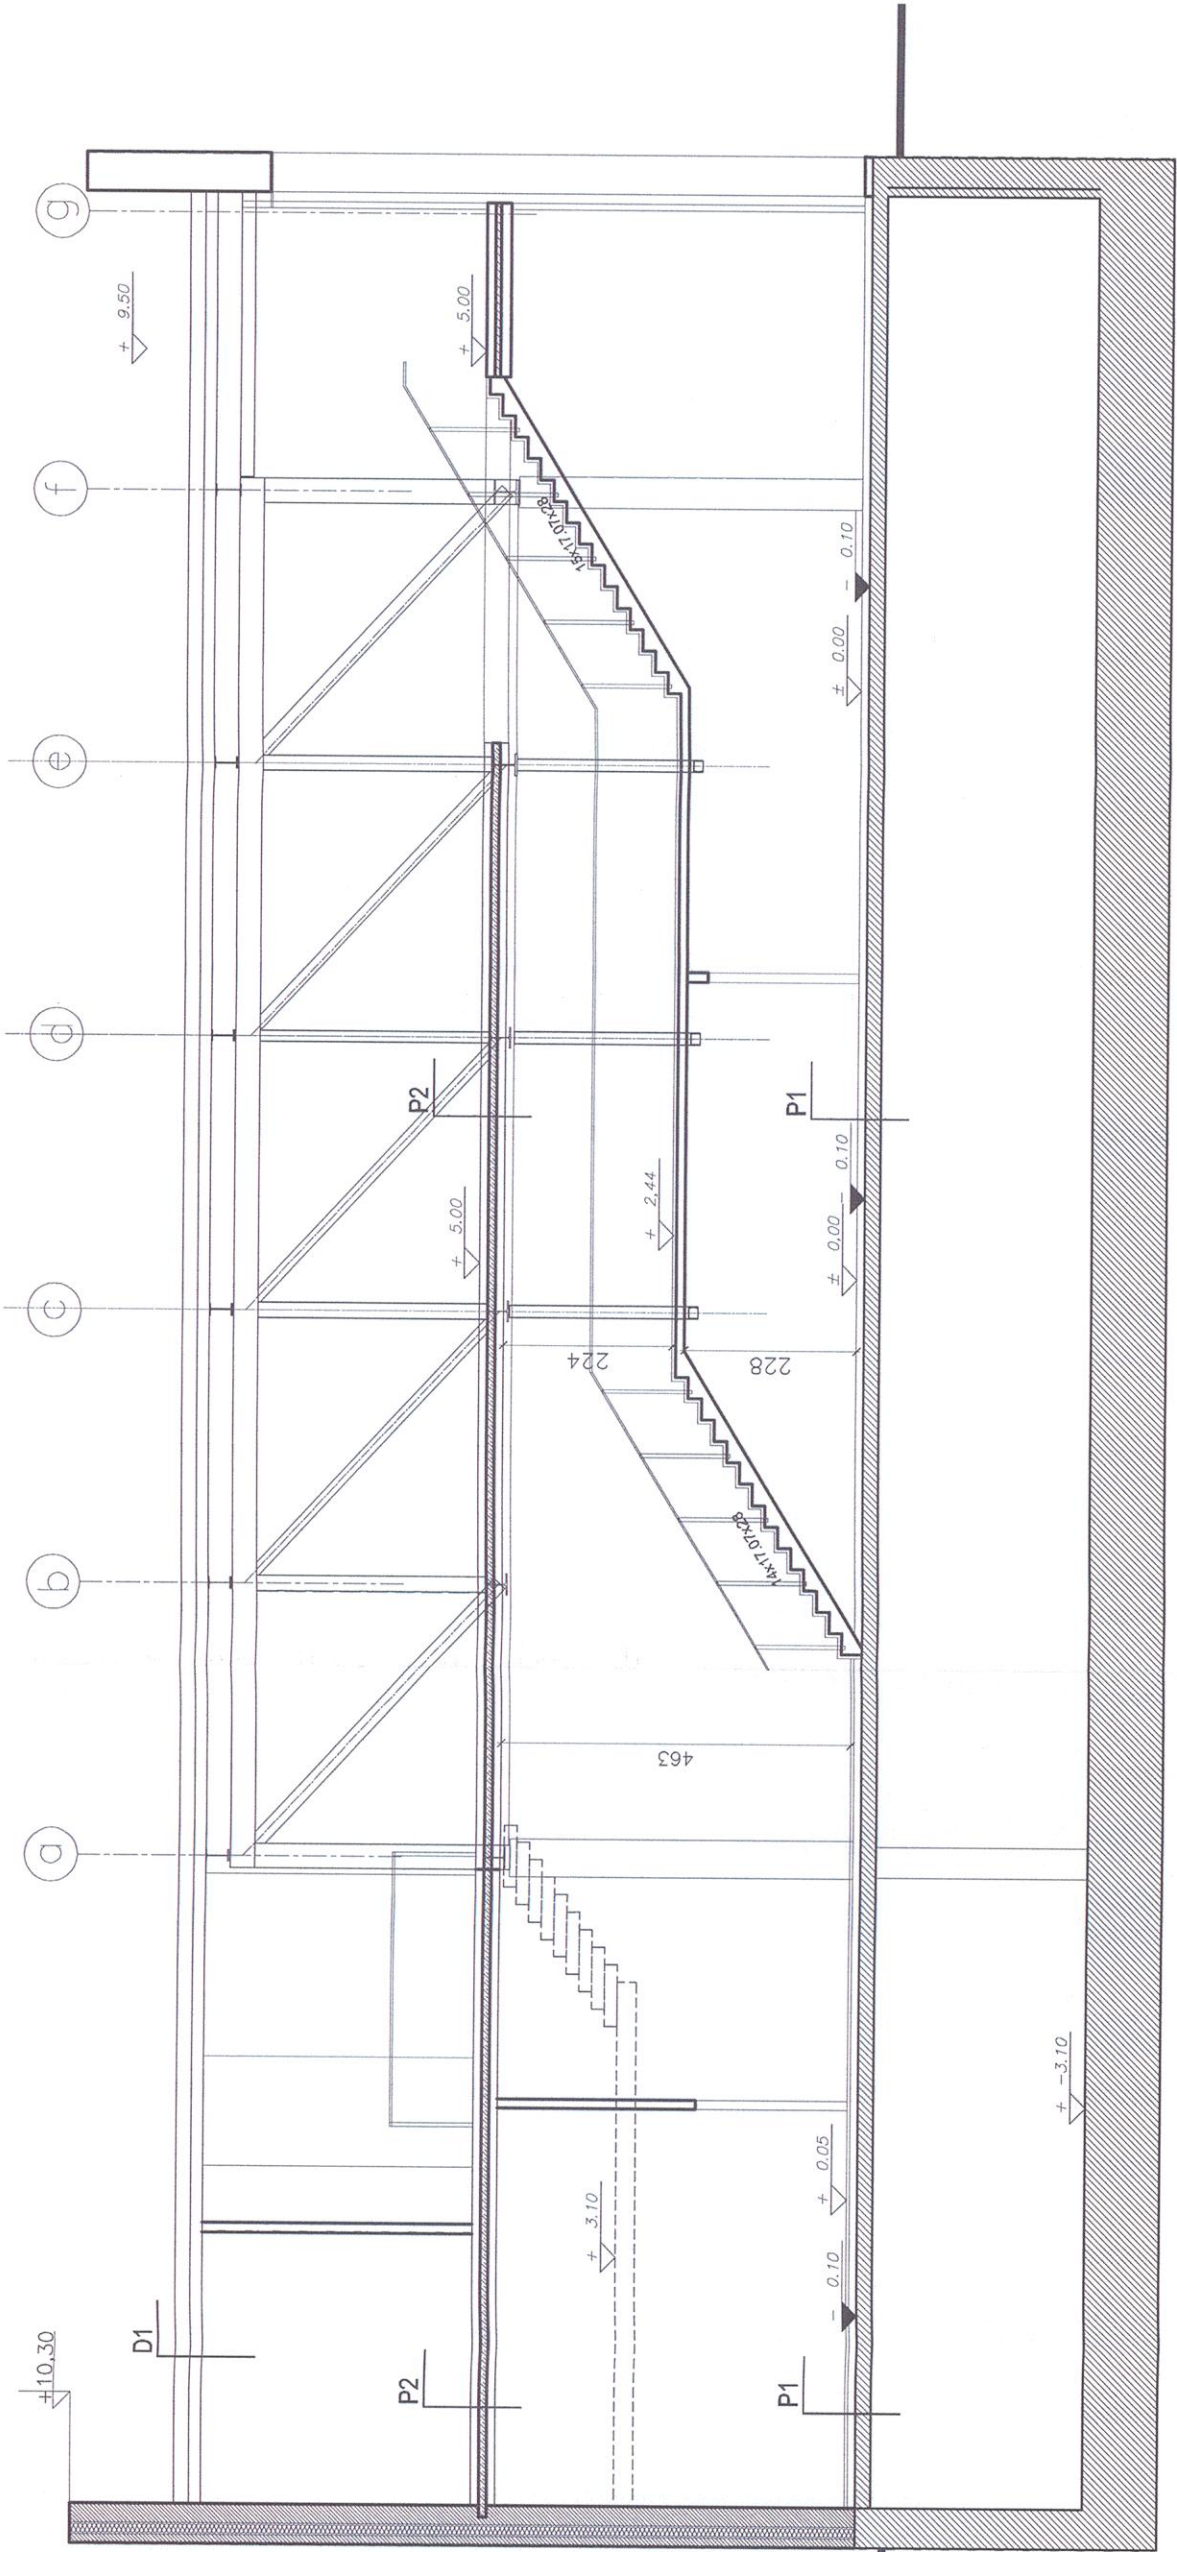 a
b
c
d
e
f
g
+10,30
D1
+ 9.50
P2
P2
+ 5.00
+ 5.00
15x17.07x28
224
+ 2,44
463
14x17.07x28
228
+ 3.10
P1
- 0.10
+ 0.05
P1
± 0,00
- 0.10
± 0.00
- 0.10
+ -3.10